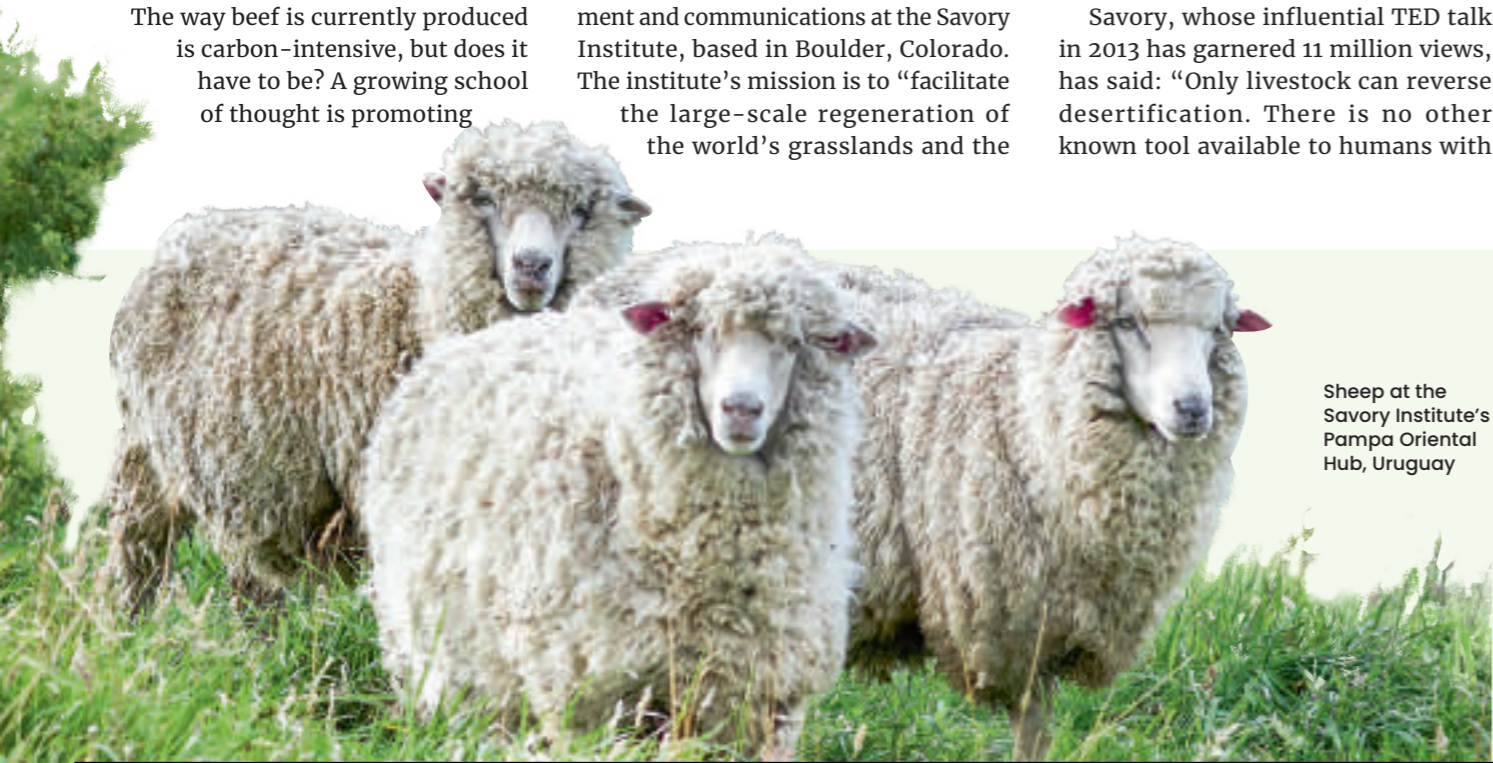 The way beef is currently produced
is carbon-intensive, but does it
have to be? A growing school
of thought is promoting
ment and communications at the Savory
Institute, based in Boulder, Colorado.
The institute’s mission is to “facilitate
the large-scale regeneration of
the world’s grasslands and the
Savory, whose influential TED talk
in 2013 has garnered 11 million views,
has said: “Only livestock can reverse
desertification. There is no other
known tool available to humans with
Sheep at the
Savory Institute’s
Pampa Oriental
Hub, Uruguay